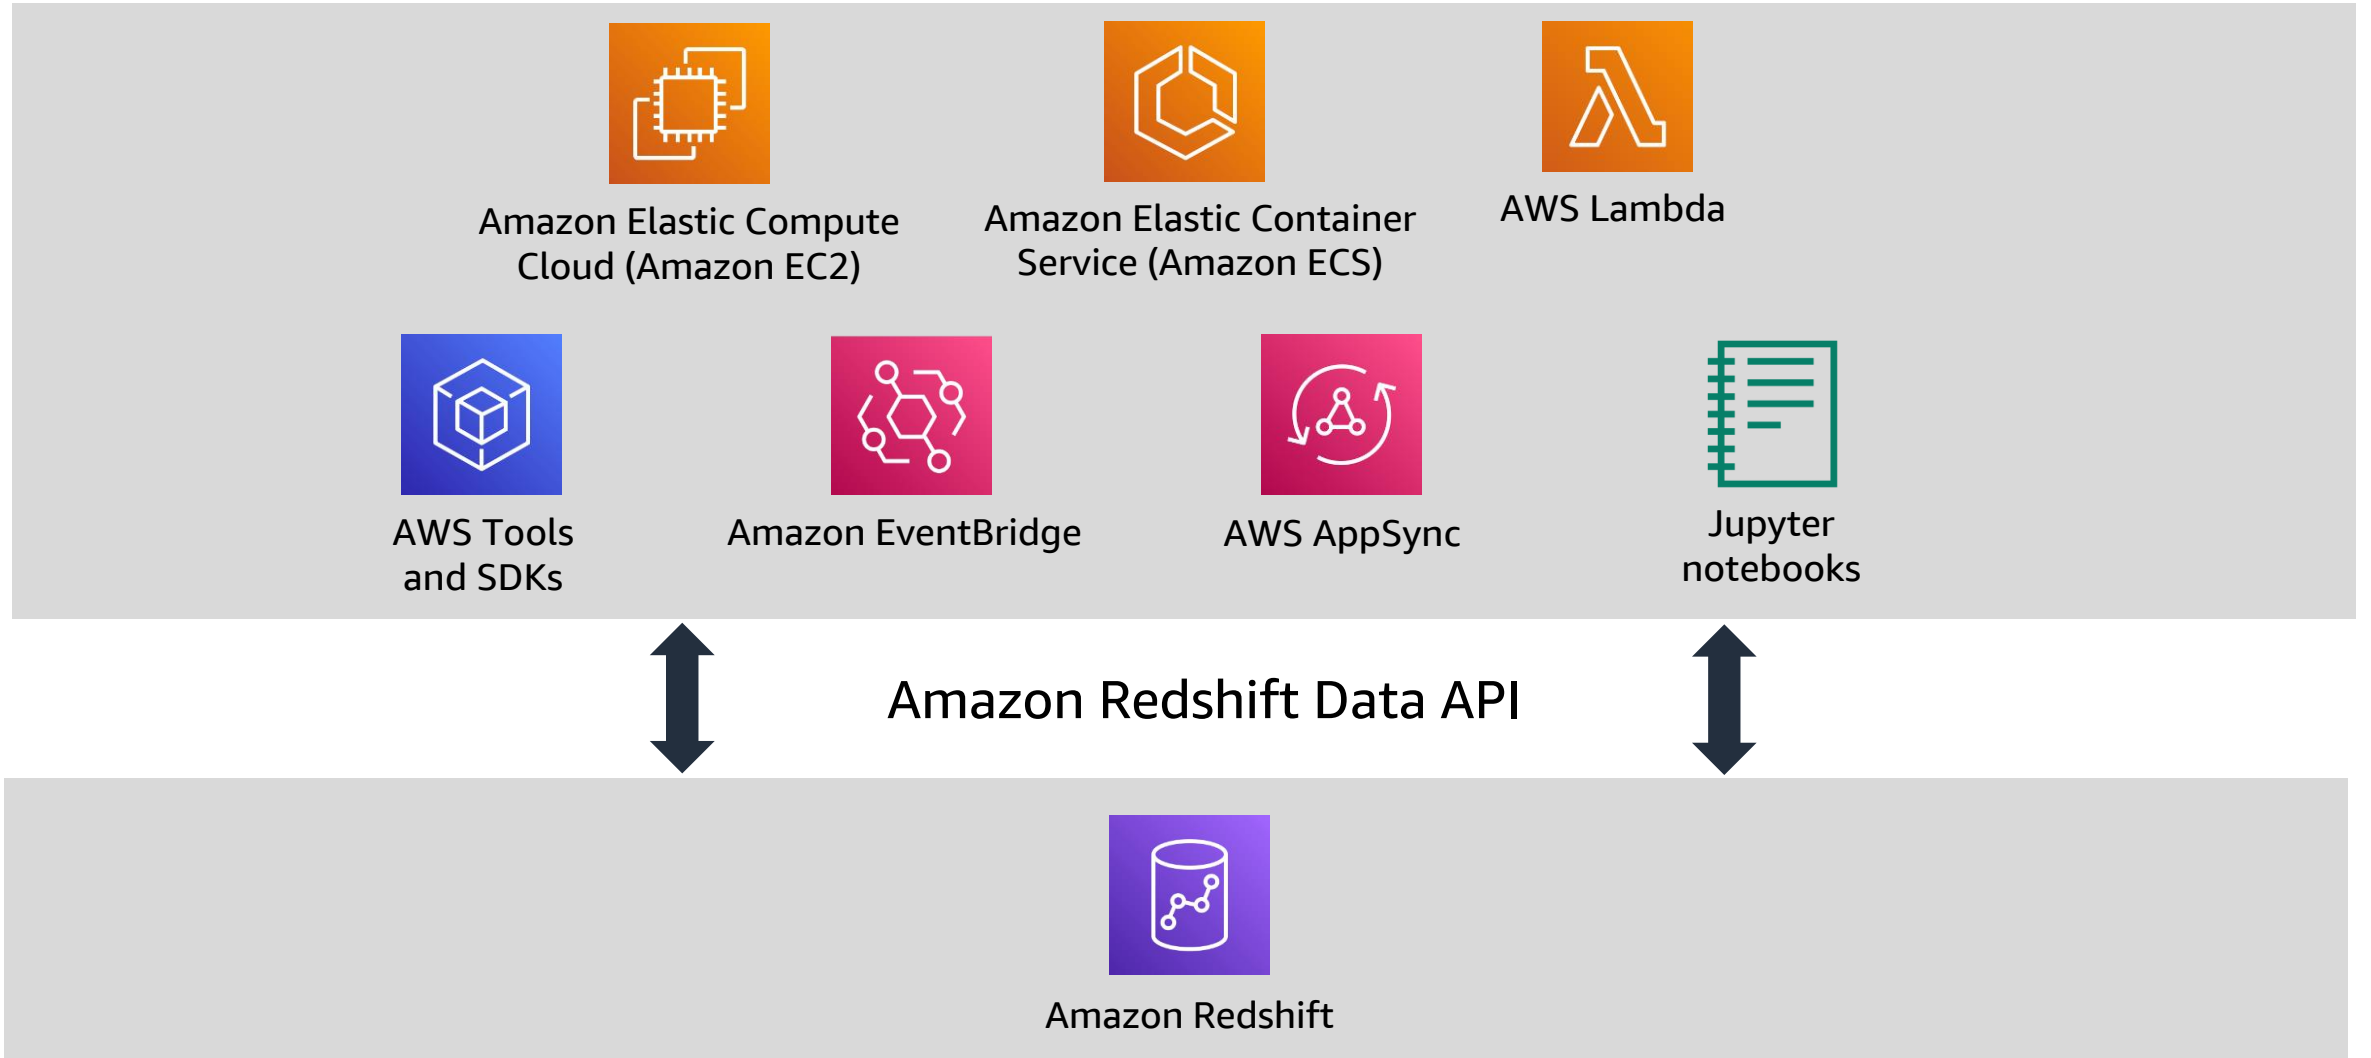 Amazon Elastic Compute
Cloud (Amazon EC2)
Amazon Elastic Container
Service (Amazon ECS)
AWS Lambda
AWS Tools
and SDKs
Amazon EventBridge
AWS AppSync
Jupyter
notebooks
Amazon Redshift Data API
Amazon Redshift